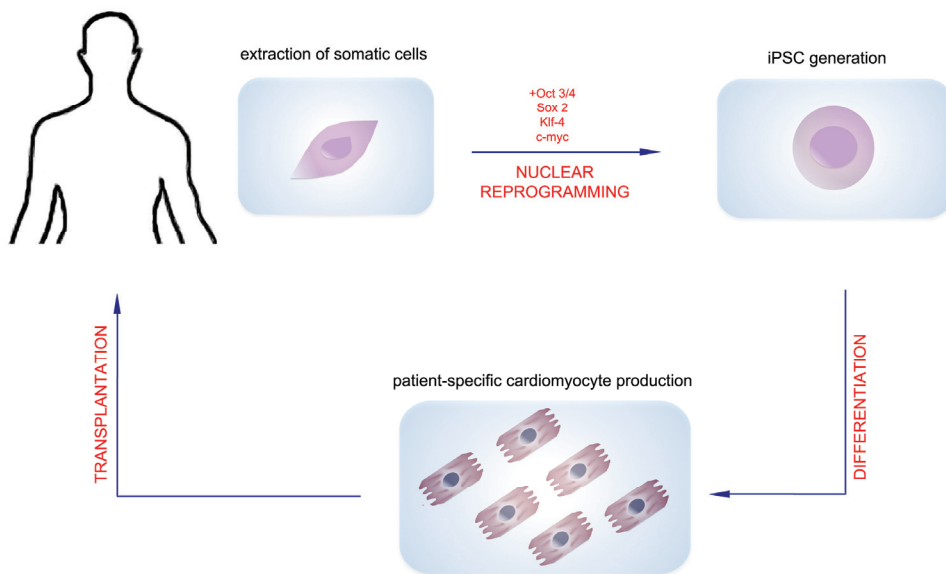 extraction of somatic cells
iPSC generation
+Oct 3/4
Sox 2
Klf-4
c-myc
NUCLEAR
REPROGRAMMING
TRANSPLANTATION
patient-specific cardiomyocyte production
DIFFERENTIATION